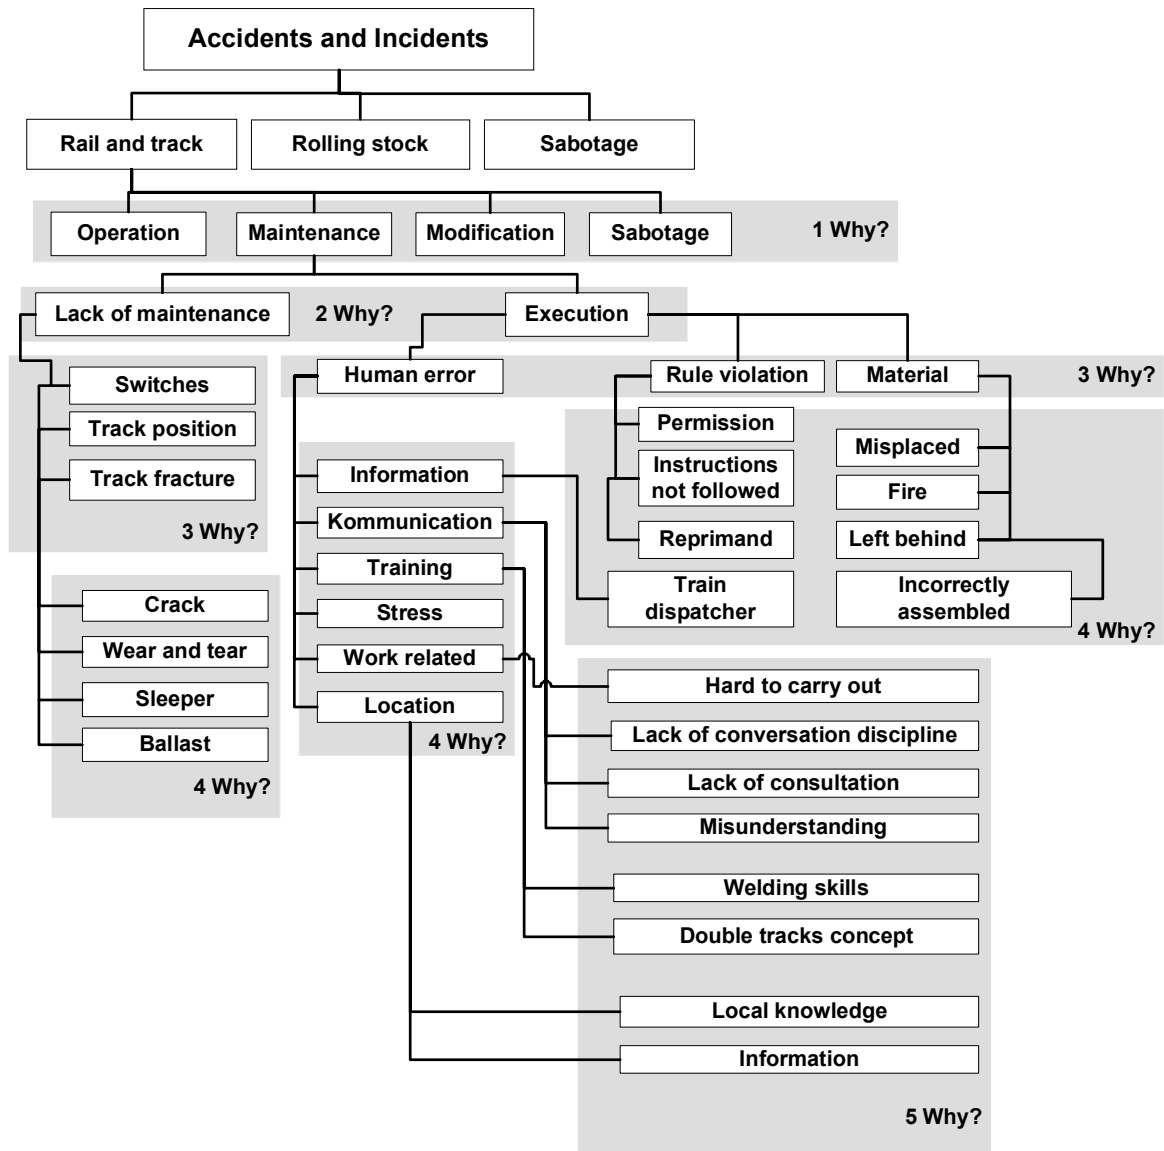 Accidents and Incidents
Rail and track
Rolling stock
Sabotage
Operation
Maintenance
Modification
Sabotage
1 Why?
Lack of maintenance
2 Why?
Execution
Switches
Track position
Track fracture
3 Why?
Human error
Rule violation
Material
3 Why?
Permission
Instructions
not followed
Reprimand
Train
dispatcher
Misplaced
Fire
Left behind
Incorrectly
assembled
4 Why?
Information
Kommunication
Training
Stress
Work related
Location
4 Why?
Crack
Wear and tear
Sleeper
Ballast
4 Why?
Hard to carry out
Lack of conversation discipline
Lack of consultation
Misunderstanding
Welding skills
Double tracks concept
Local knowledge
Information
5 Why?